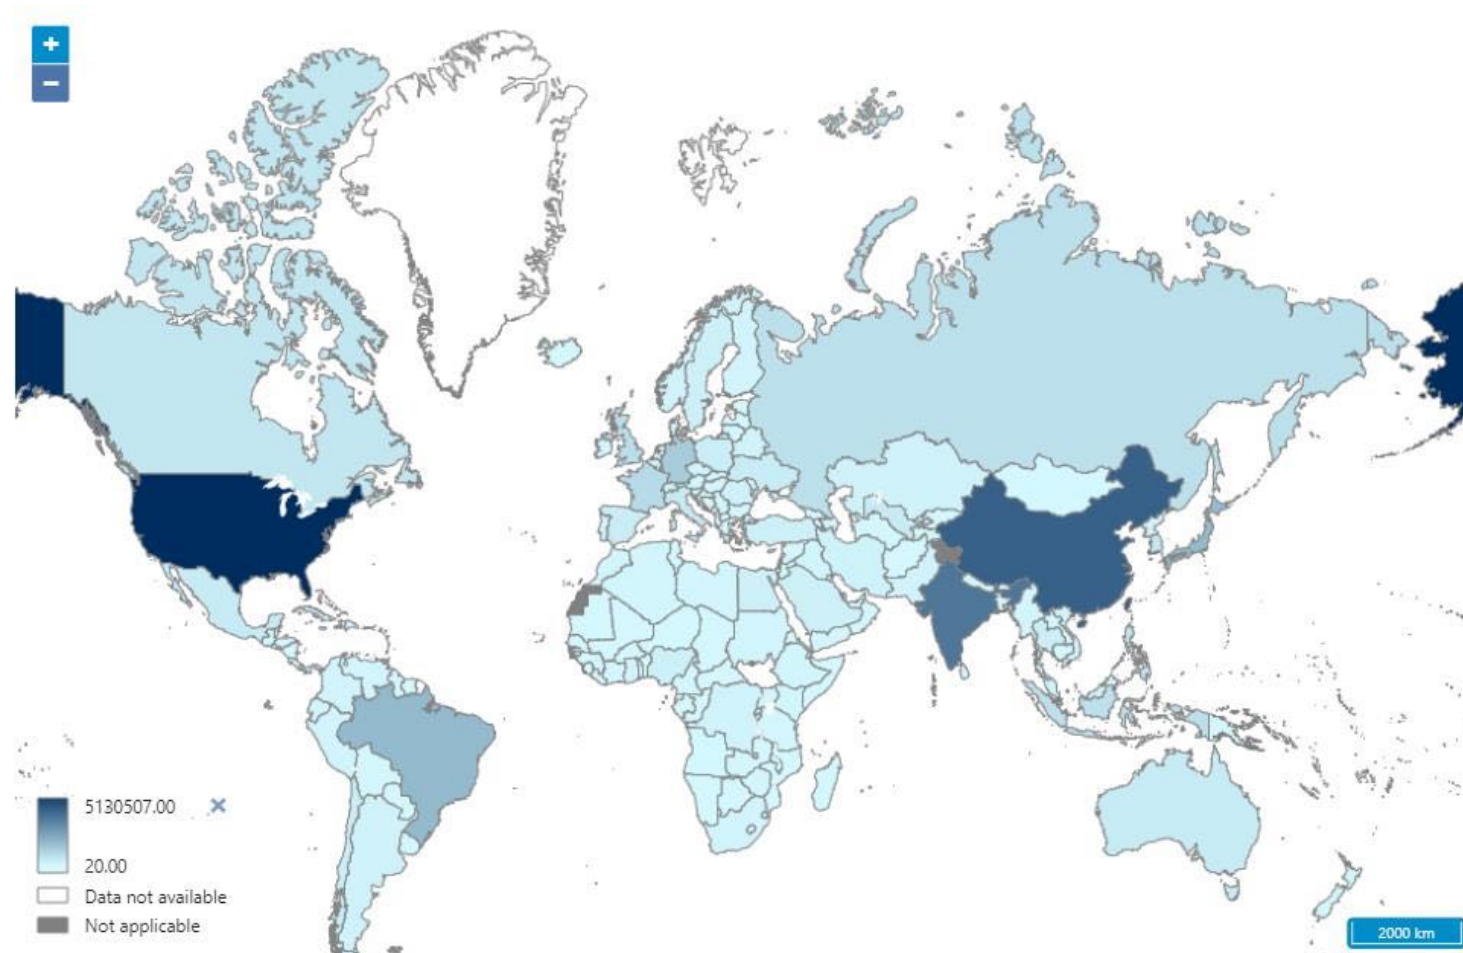 +
−
5130507.00 ×
20.00
Data not available
Not applicable
2000 km